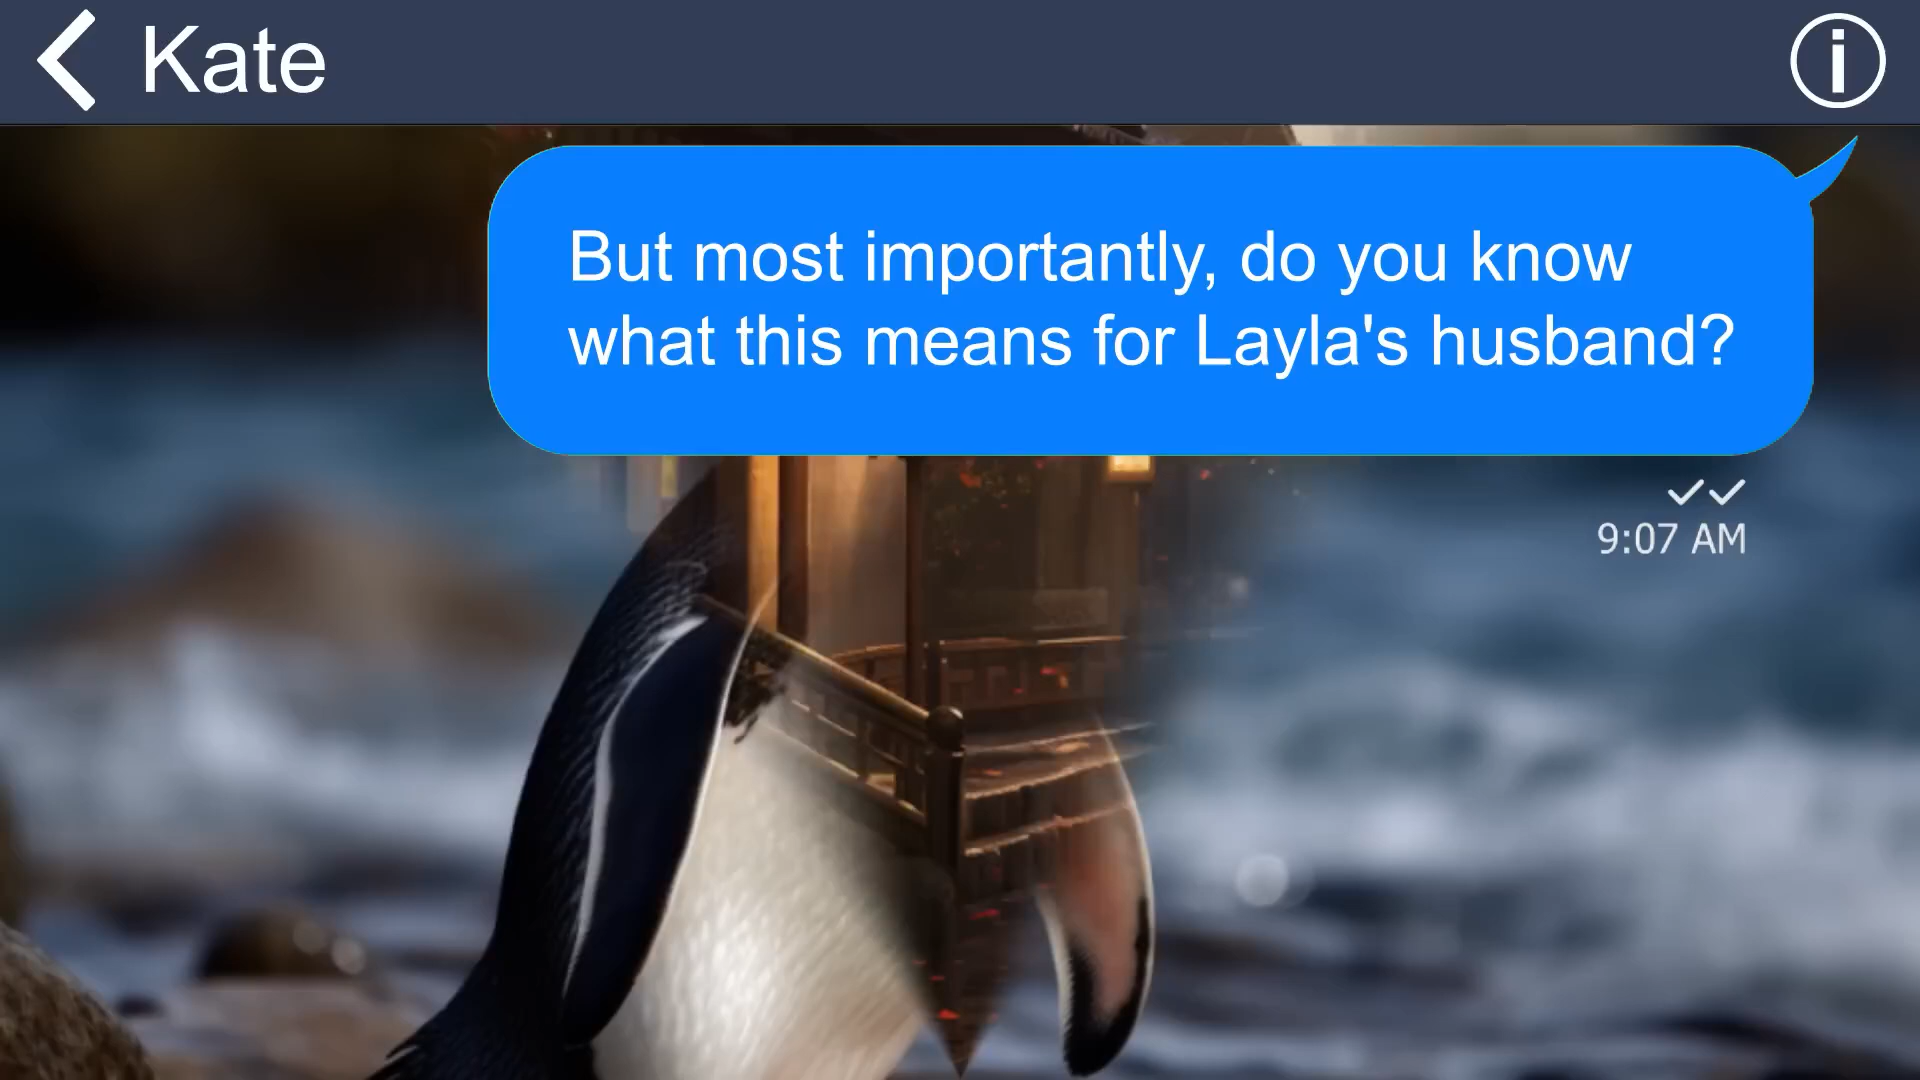 Kate
But most importantly, do you know
what this means for Layla's husband?
9:07 AM